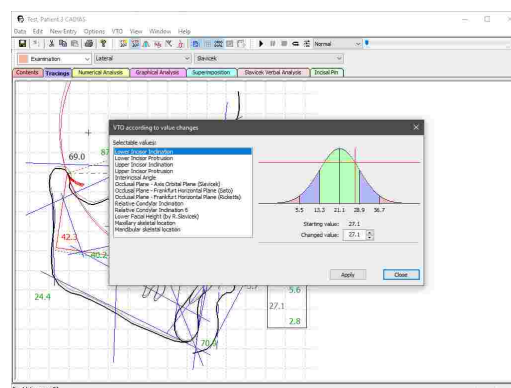 Test, Patient3 CADIAS
Data Edit New Entry Options VTO View Window Help
Normal
Examination Lateral Slavicek
Contents Tracings Numerical Analysis Graphical Analysis Superimposition Slavicek Verbal Analysis Incisal Pin
VTO according to value changes
Selectable value(s):
Lower Incisor Inclination
Lower Incisor Protrusion
Upper Incisor Inclination
Upper Incisor Protrusion
Interincisal Angle
Occlusal Plane - Axis Orbital Plane (Slavicek)
Occlusal Plane - Frankfurt Horizontal Plane (Sato)
Occlusal Plane - Frankfurt Horizontal Plane (Ricketts)
Relative Condylar Inclination
Relative Condylar Inclination 5
Lower Facial Height (by R.Slavicek)
Maxillary skeletal location
Mandibular skeletal location
5.5 13.3 21.1 28.9 36.7
Starting value: 27.1
Changed value: 27.1
Apply Close
69.0
42.3
40.2
24.4
5.6
27.1
2.8